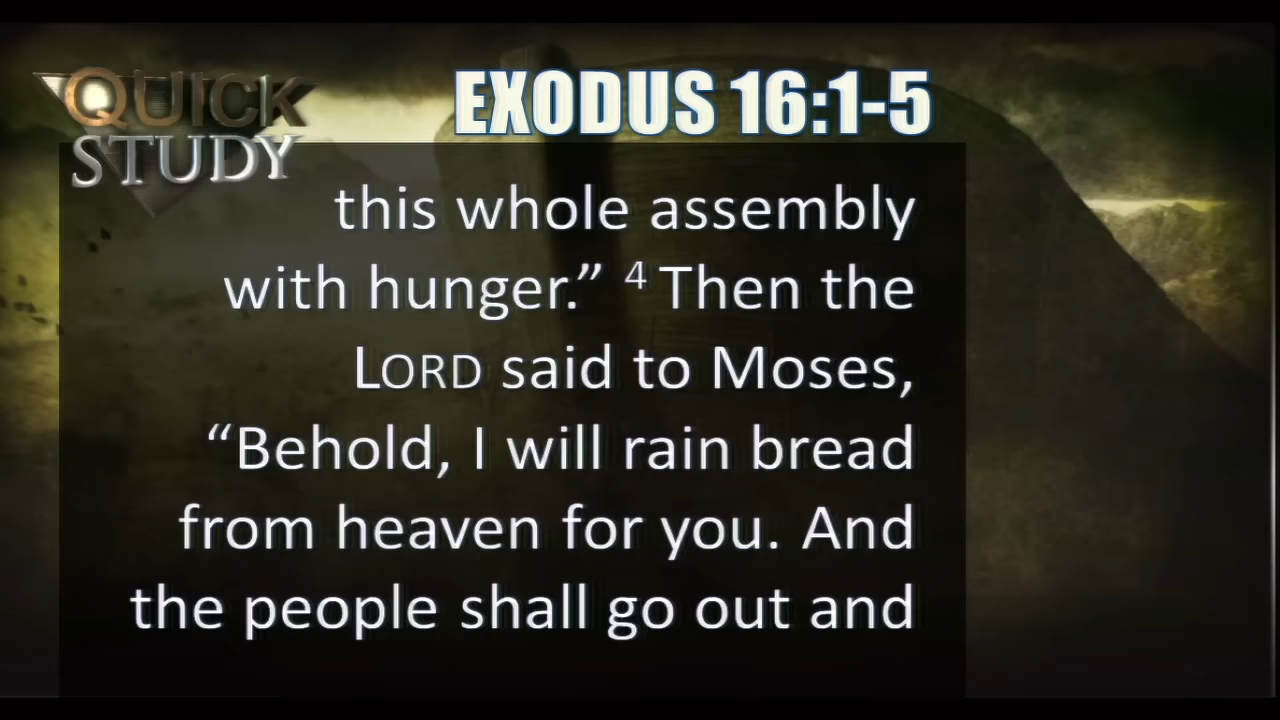 QUICK
STUDY
EXODUS 16:1-5
this whole assembly
with hunger.” 4 Then the
LORD said to Moses,
“Behold, I will rain bread
from heaven for you. And
the people shall go out and